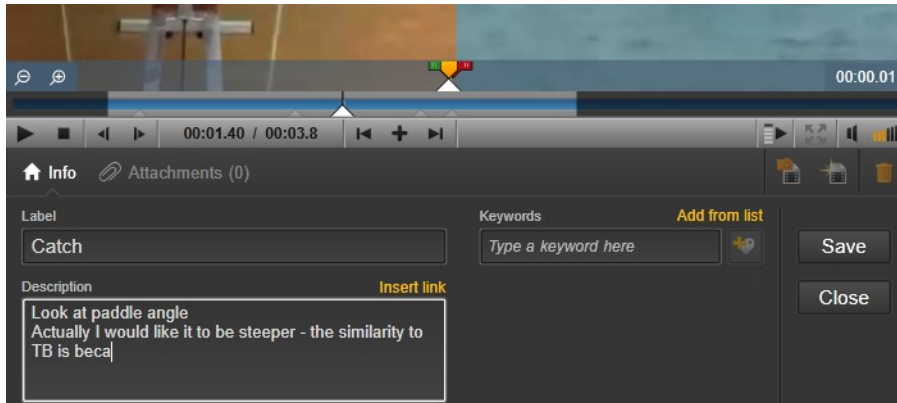 00:00.01
00:01.40 / 00:03.8
Info
Attachments (0)
Label
Catch
Keywords
Add from list
Type a keyword here
Save
Description
Insert link
Close
Look at paddle angle
Actually I would like it to be steeper - the similarity to
TB is beca